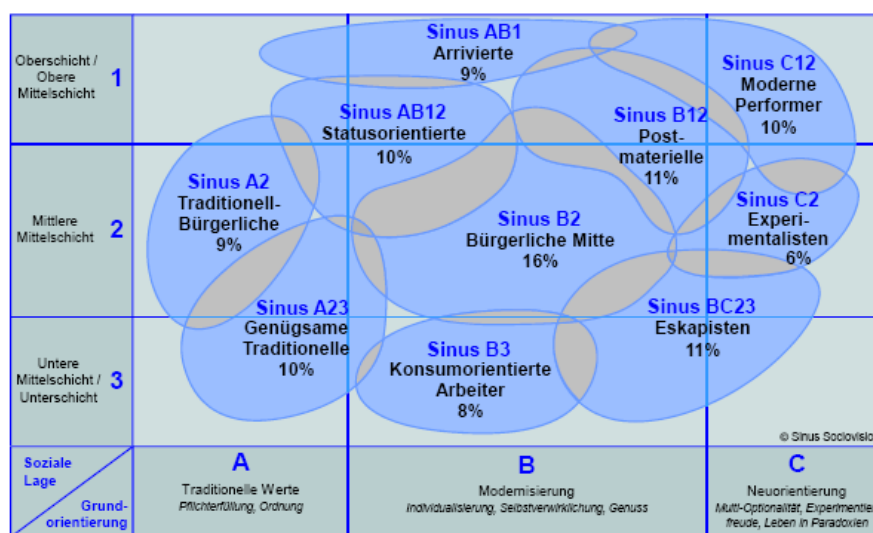 Oberschicht /
Obere
Mittelschicht
1
Sinus AB1
Arrivierte
9%
Sinus C12
Moderne
Performer
10%
Sinus AB12
Statusorientierte
10%
Sinus B12
Post-
materielle
11%
Mittlere
Mittelschicht
2
Sinus A2
Traditionell-
Bürgerliche
9%
Sinus B2
Bürgerliche Mitte
16%
Sinus C2
Experi-
mentalisten
6%
Untere
Mittelschicht /
Unterschicht
3
Sinus A23
Genügsame
Traditionelle
10%
Sinus B3
Konsumorientierte
Arbeiter
8%
Sinus BC23
Eskapisten
11%
© Sinus Sociovision
Soziale
Lage
Grund-
orientierung
A
Traditionelle Werte
Pflichterfüllung, Ordnung
B
Modernisierung
Individualisierung, Selbstverwirklichung, Genuss
C
Neuorientierung
Multi-Optionalität, Experimentier
freude, Leben in Paradoxien